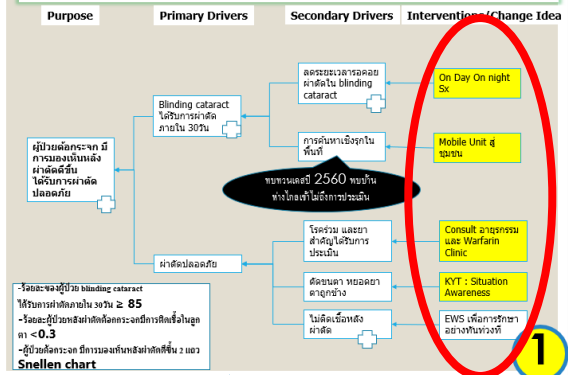 Purpose
Primary Drivers
Secondary Drivers
Interventions/Change Idea
ผู้ป่วยต้อกระจก มี
การมองเห็นหลัง
ผ่าตัดดีขึ้น
ได้รับการผ่าตัด
ปลอดภัย
Blinding cataract
ได้รับการผ่าตัด
ภายใน 30วัน
ผ่าตัดปลอดภัย
ลดระยะเวลารอคอย
ผ่าตัดใน blinding
cataract
การค้นหาเชิงรุกใน
พื้นที่
ทบทวนเคสปี 2560 พบบ้าน
ห่างไกลเข้าไม่ถึงการประเมิน
โรคร่วม และยา
สำคัญได้รับการ
ประเมิน
ตัดขนตา หยอดยา
ตาถูกข้าง
ไม่ติดเชื้อหลัง
ผ่าตัด
On Day On night
Sx
Mobile Unit สู่
ชุมชน
Consult อายุรกรรม
และ Warfarin
Clinic
KYT : Situation
Awareness
EWS เพื่อการรักษา
อย่างทันท่วงที
-ร้อยละของผู้ป่วย blinding cataract
ได้รับการผ่าตัดภายใน 30วัน ≥ 85
-ร้อยละผู้ป่วยหลังผ่าตัดต้อกระจกมีการติดเชื้อในลูก
ตา <0.3
-ผู้ป่วยต้อกระจก มีการมองเห็นหลังผ่าตัดดีขึ้น 2 แถว
Snellen chart
1